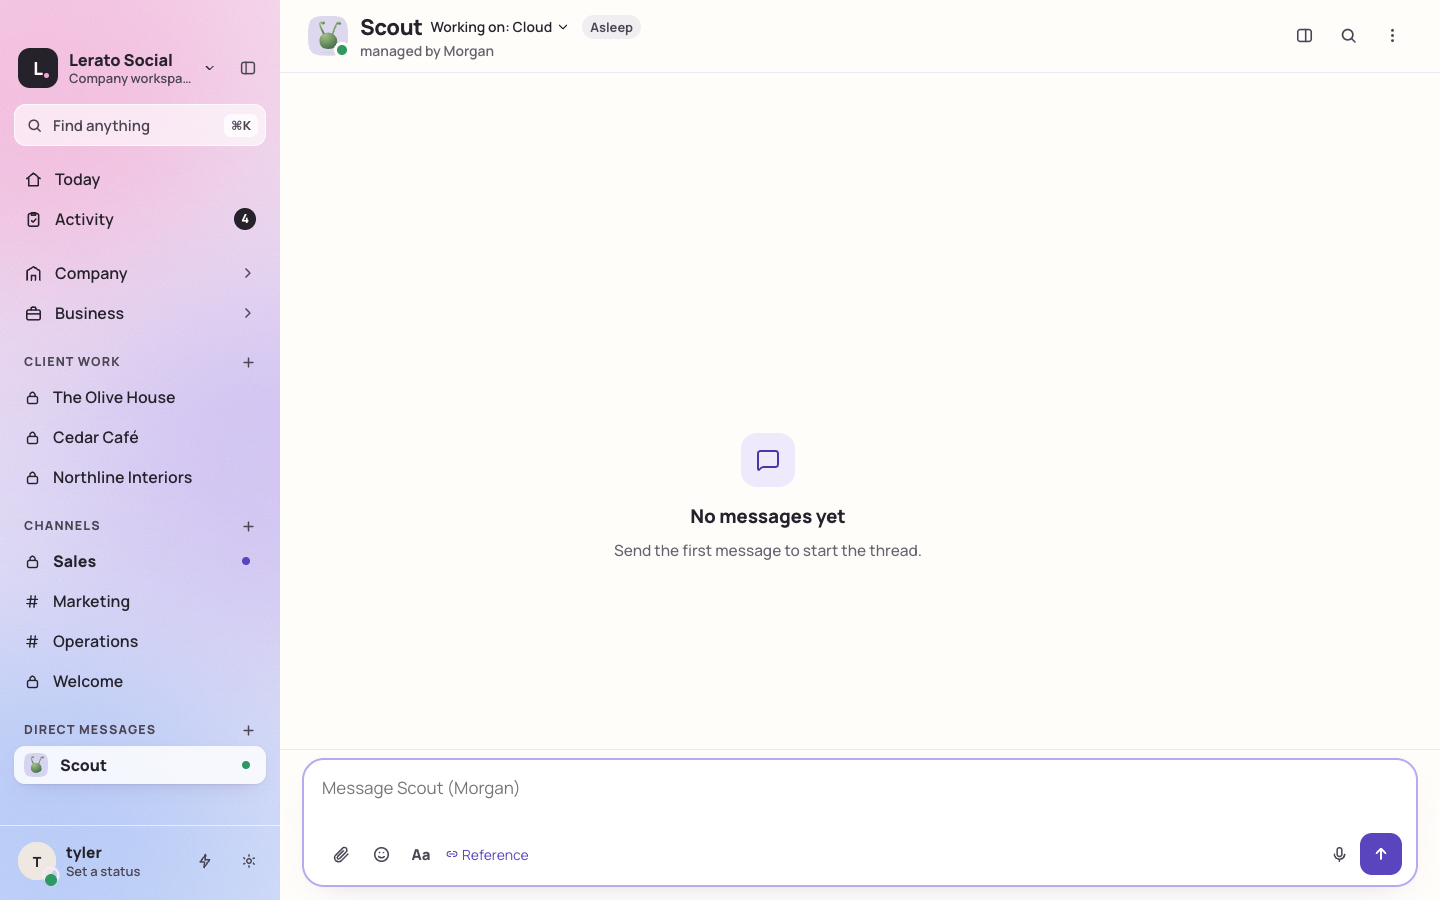 L.
Lerato Social
Company workspa...
Find anything
⌘K
Today
Activity
4
Company
Business
CLIENT WORK
The Olive House
Cedar Café
Northline Interiors
CHANNELS
Sales
Marketing
Operations
Welcome
DIRECT MESSAGES
Scout
T
tyler
Set a status
Scout
Working on: Cloud
Asleep
managed by Morgan
No messages yet
Send the first message to start the thread.
Message Scout (Morgan)
Aa
Reference